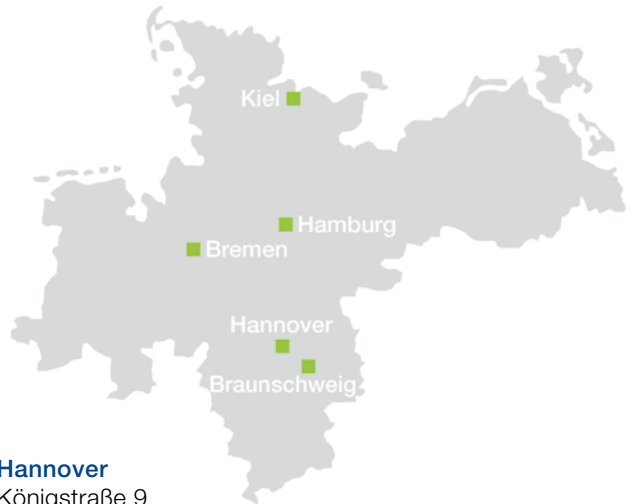 Kiel
Hamburg
Bremen
Hannover
Braunschweig
Hannover
Königstraße 9